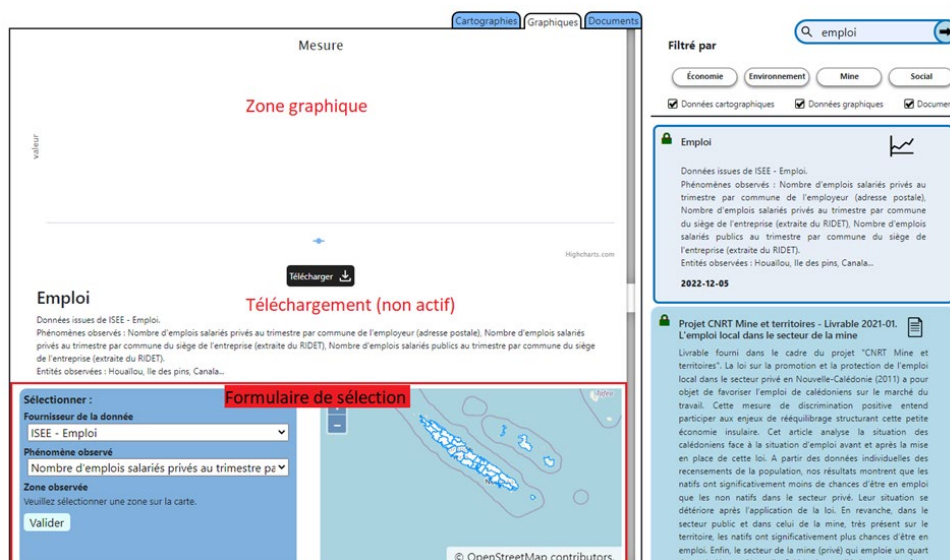 Cartographies Graphiques Documents
Mesure
Zone graphique
valeur
Highcharts.com
Télécharger
Emploi
Téléchargement (non actif)
Données issues de ISEE - Emploi.
Phénomènes observés : Nombre d'emplois salariés privés au trimestre par commune de l'employeur (adresse postale), Nombre d'emplois salariés
privés au trimestre par commune du siège de l'entreprise (extraite du RIDET), Nombre d'emplois salariés publics au trimestre par commune du siège
de l'entreprise (extraite du RIDET).
Entités observées : Houaïlou, Ile des pins, Canala...
Formulaire de sélection
Sélectionner :
Fournisseur de la donnée
ISEE - Emploi
Phénomène observé
Nombre d'emplois salariés privés au trimestre pa
Zone observée
Veuillez sélectionner une zone sur la carte.
Valider
© OpenStreetMap contributors.
emploi
Filtré par
Économie Environnement Mine Social
Données cartographiques Données graphiques Documen
Emploi
Données issues de ISEE - Emploi.
Phénomènes observés : Nombre d'emplois salariés privés au
trimestre par commune de l'employeur (adresse postale),
Nombre d'emplois salariés privés au trimestre par commune
du siège de l'entreprise (extraite du RIDET), Nombre d'emplois
salariés publics au trimestre par commune du siège de
l'entreprise (extraite du RIDET).
Entités observées : Houaïlou, Ile des pins, Canala...
2022-12-05
Projet CNRT Mine et territoires - Livrable 2021-01.
L'emploi local dans le secteur de la mine
Livrable fourni dans le cadre du projet "CNRT Mine et
territoires". La loi sur la promotion et la protection de l'emploi
local dans le secteur privé en Nouvelle-Calédonie (2011) a pour
objet de favoriser l'emploi de calédoniens sur le marché du
travail. Cette mesure de discrimination positive entend
participer aux enjeux de rééquilibrage structurant cette petite
économie insulaire. Cet article analyse la situation des
calédoniens face à la situation d'emploi avant et après la mise
en place de cette loi. A partir des données individuelles des
recensements de la population, nos résultats montrent que les
natifs ont significativement moins de chances d'être en emploi
que les non natifs dans le secteur privé. Leur situation se
détériore après l'application de la loi. En revanche, dans le
secteur public et dans celui de la mine, très présent sur le
territoire, les natifs ont significativement plus chances d'être en
emploi. Enfin, le secteur de la mine (privé) qui emploie un quart